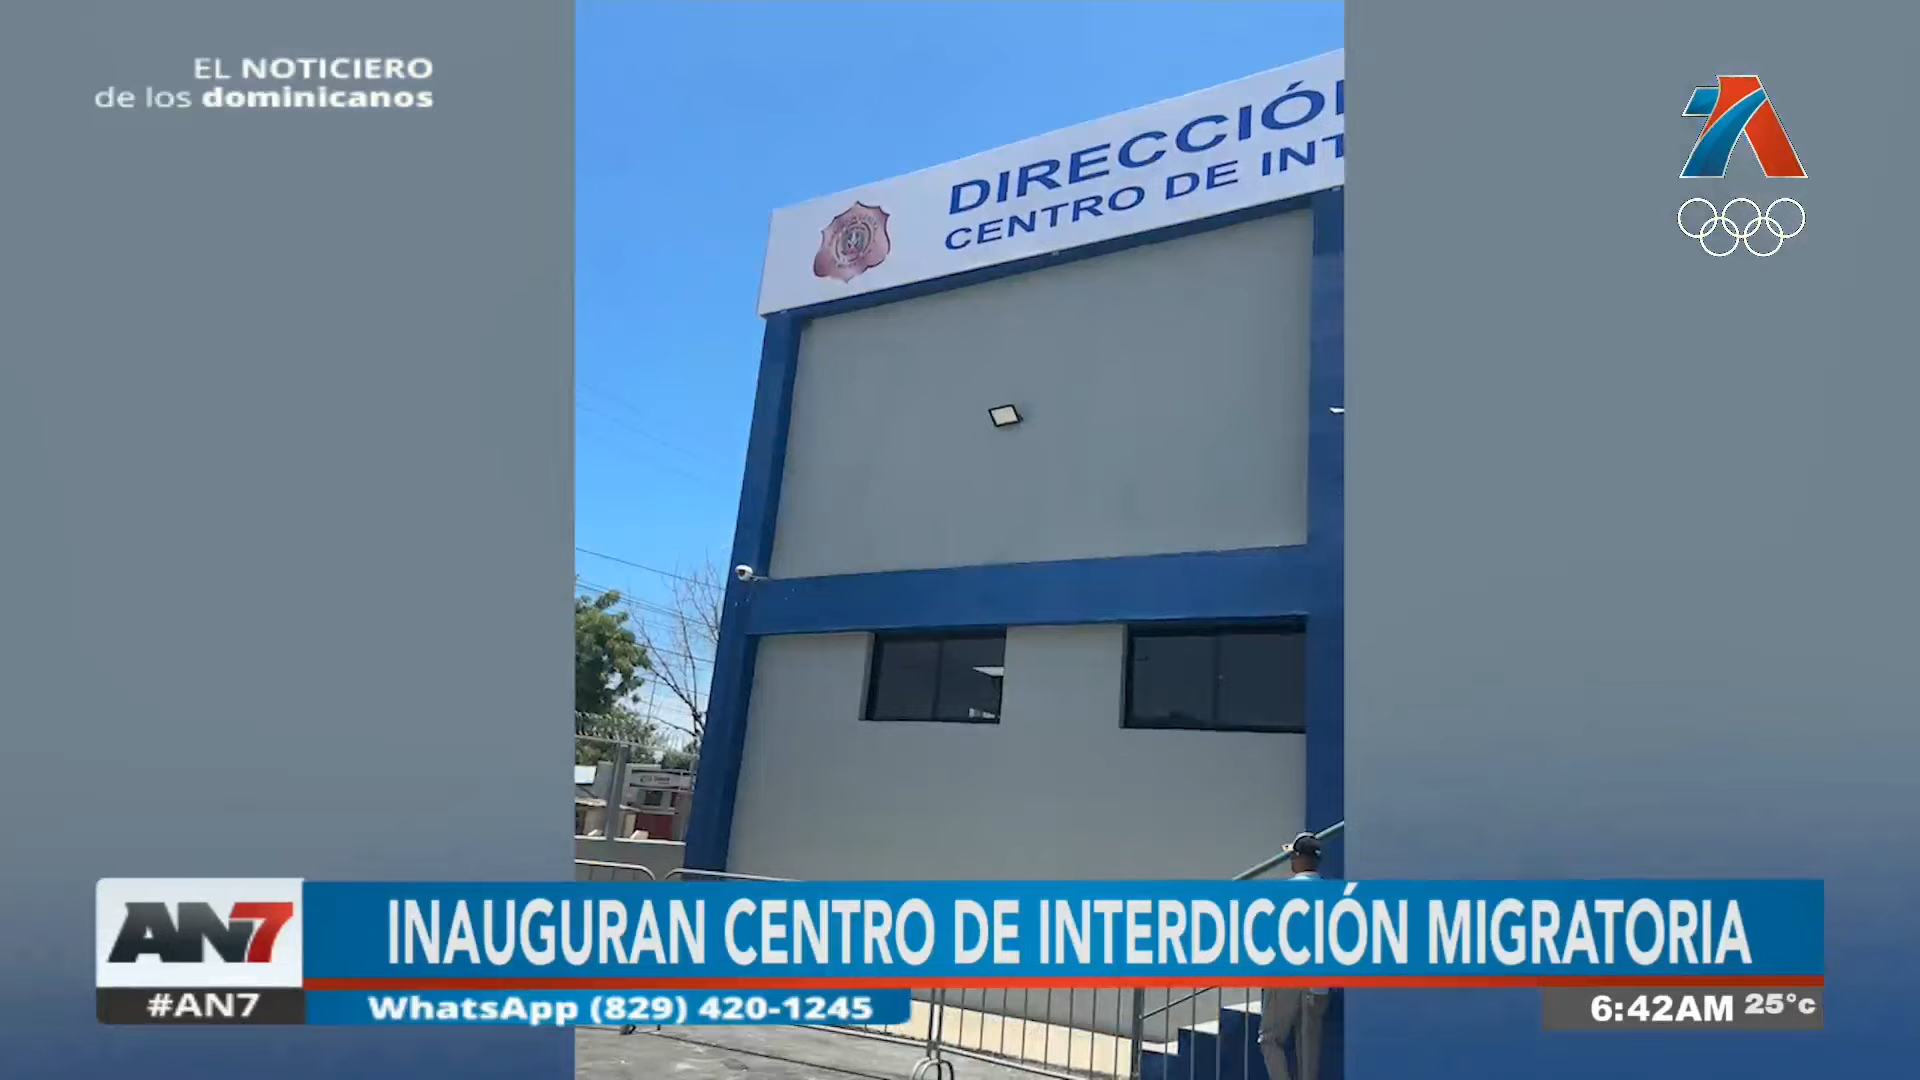 EL NOTICIERO
de los dominicanos
DIRECCIÓN
CENTRO DE INT
INAUGURAN CENTRO DE INTERDICCIÓN MIGRATORIA
AN7
#AN7
WhatsApp (829) 420-1245
6:42AM 25°c